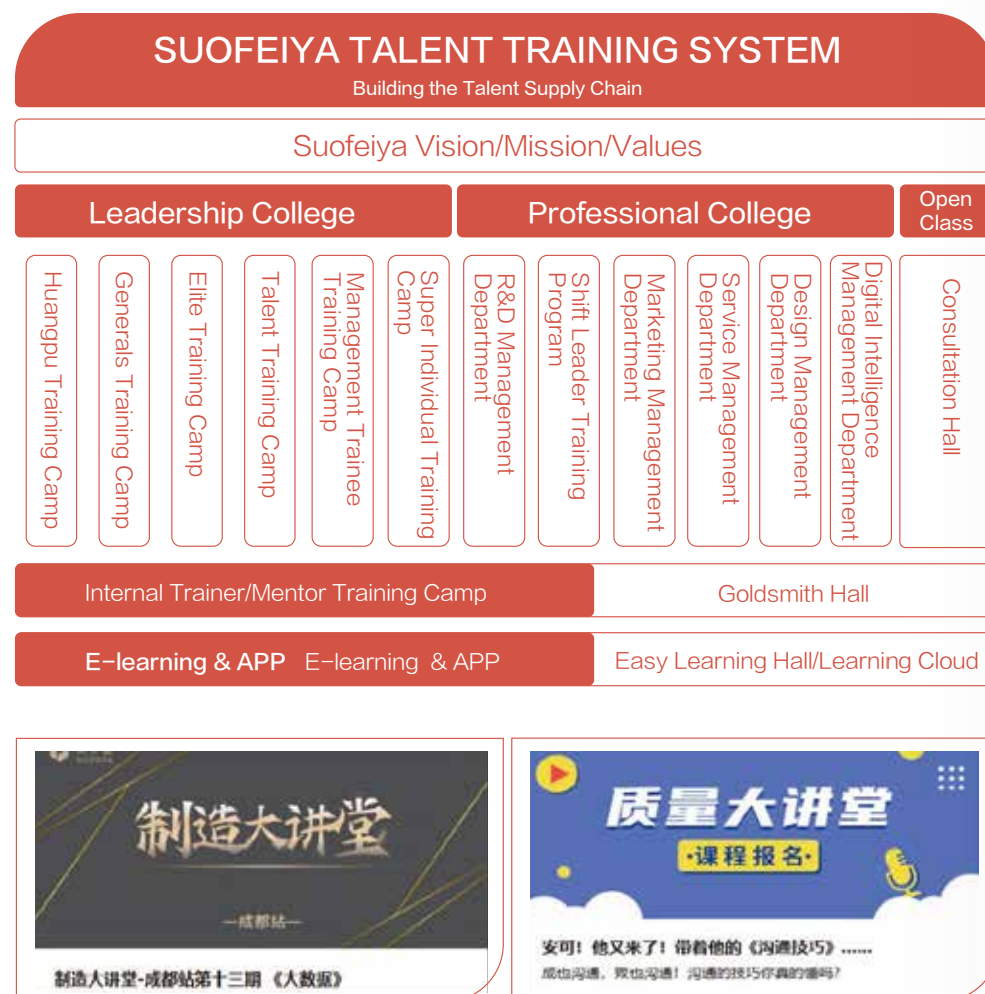 SUOFEIYA TALENT TRAINING SYSTEM
Building the Talent Supply Chain
Suofeiya Vision/Mission/Values
Leadership College
Professional College
Open
Class
Huangpu Training Camp
Generals Training Camp
Elite Training Camp
Talent Training Camp
Management Trainee
Training Camp
Super Individual Training
Camp
R&D Management
Department
Shift Leader Training
Program
Marketing Management
Department
Service Management
Department
Design Management
Department
Digital Intelligence
Management Department
Consultation Hall
Internal Trainer/Mentor Training Camp
Goldsmith Hall
E-learning & APP E-learning & APP
Easy Learning Hall/Learning Cloud
制造大讲堂
—成都站—
制造大讲堂-成都站第十三期 《大数据》
质量大讲堂
·课程报名·
安可！他又来了！带着他的《沟通技巧》......
成也沟通，败也沟通！沟通的技巧你真的懂吗?